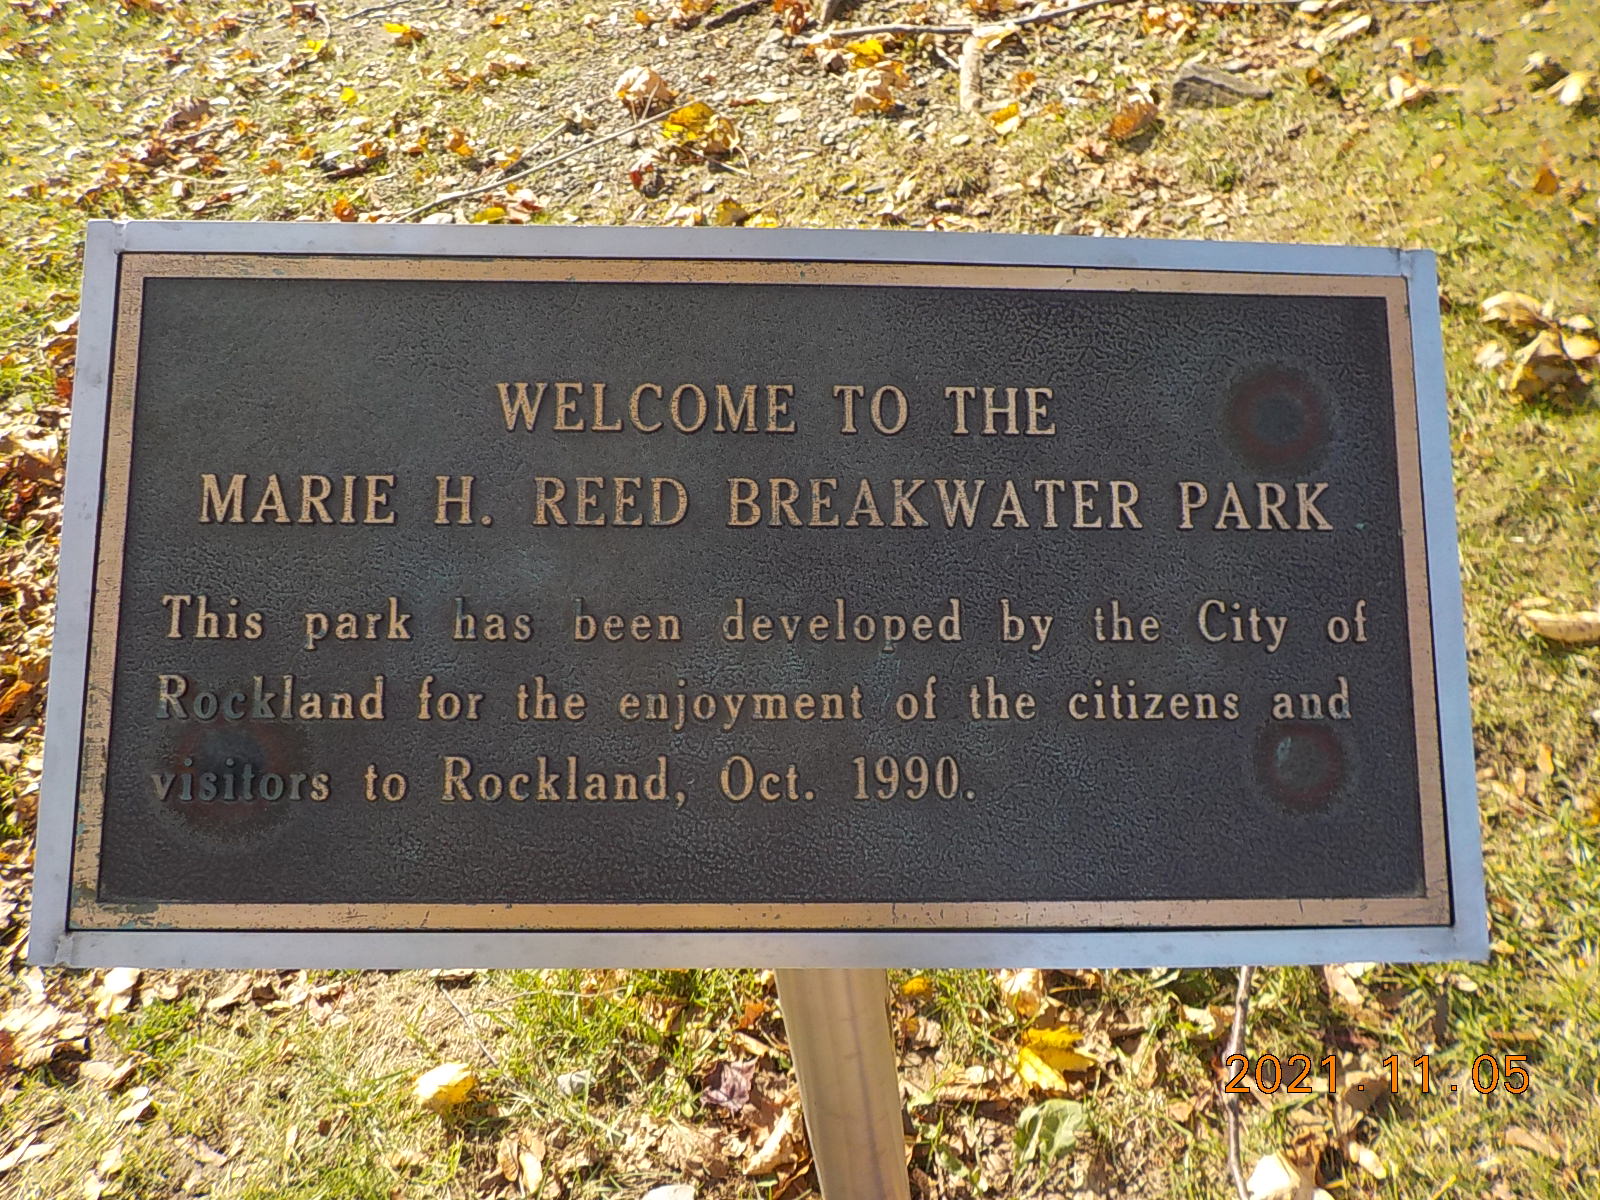 WELCOME TO THE
MARIE H. REED BREAKWATER PARK
This park has been developed by the City of
Rockland for the enjoyment of the citizens and
visitors to Rockland, Oct. 1990.
2021.11.05